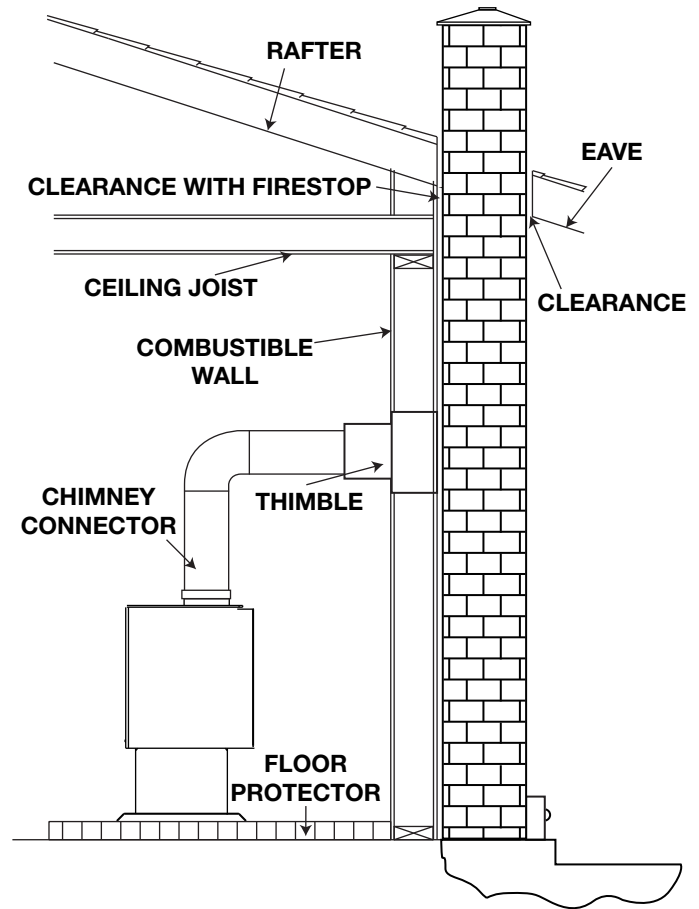 RAFTER
EAVE
CLEARANCE WITH FIRESTOP
CEILING JOIST
CLEARANCE
COMBUSTIBLE
WALL
CHIMNEY
CONNECTOR
THIMBLE
FLOOR
PROTECTOR